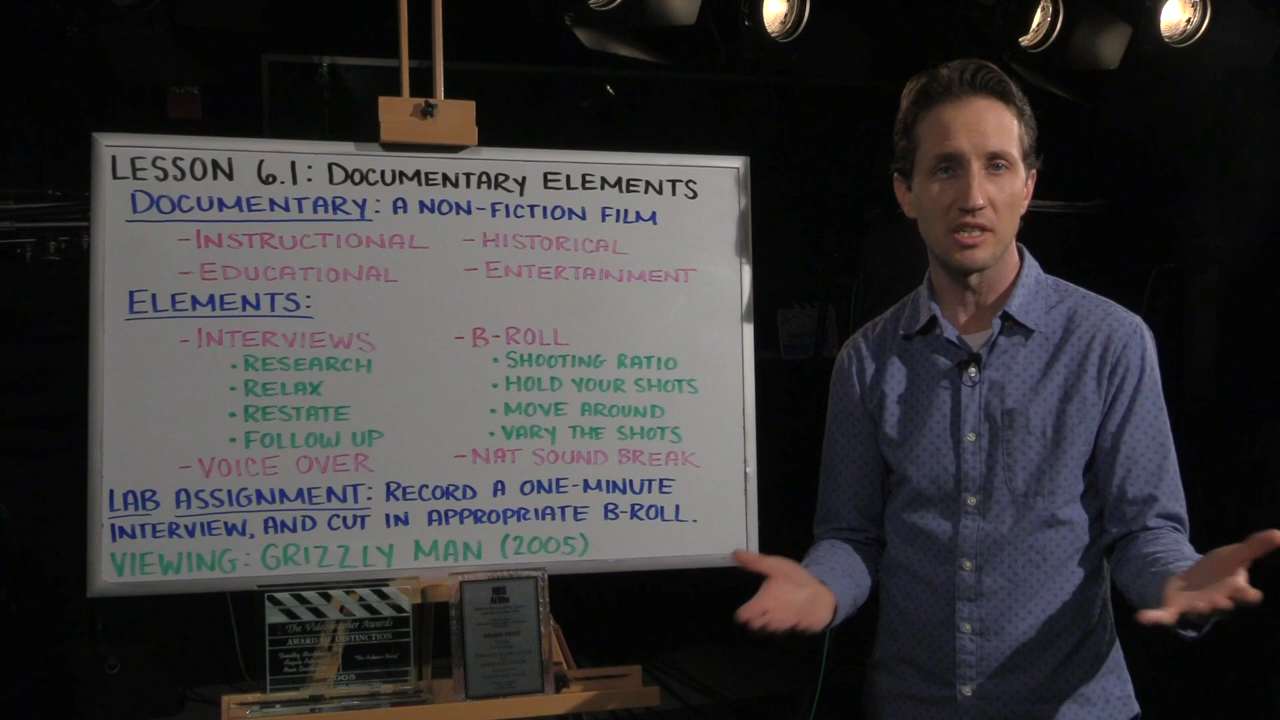 LESSON 6.1: DOCUMENTARY ELEMENTS
DOCUMENTARY: A NON-FICTION FILM
-INSTRUCTIONAL -HISTORICAL
-EDUCATIONAL -ENTERTAINMENT
ELEMENTS:
-INTERVIEWS
•RESEARCH
•RELAX
•RESTATE
•FOLLOW UP
-VOICE OVER
-B-ROLL
•SHOOTING RATIO
•HOLD YOUR SHOTS
•MOVE AROUND
•VARY THE SHOTS
-NAT SOUND BREAK
LAB ASSIGNMENT: RECORD A ONE-MINUTE
INTERVIEW, AND CUT IN APPROPRIATE B-ROLL.
VIEWING: GRIZZLY MAN (2005)
The Videographer Awards
AWARD OF DISTINCTION
2005